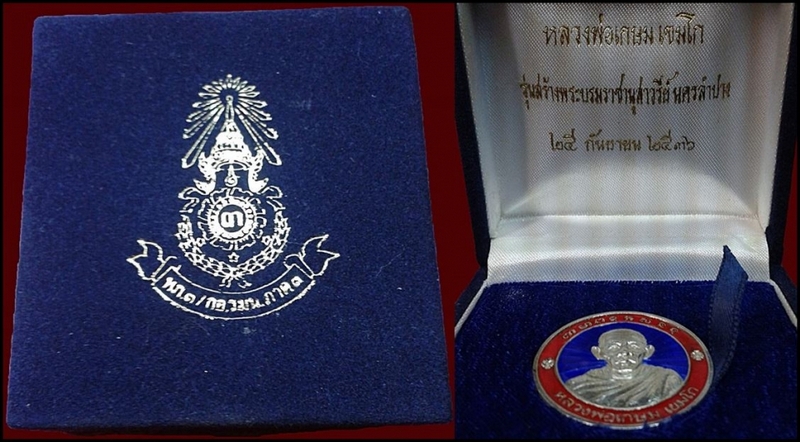 ๓
ทภ.๓/กอ.รมน.ภาค๓
หลวงพ่อเกษม เขมโก
รุ่นสร้างพระบรมราชานุสาวรีย์ นครลำปาง
๒๕ กันยายน ๒๕๓๖
หลวงพ่อเกษม เขมโก